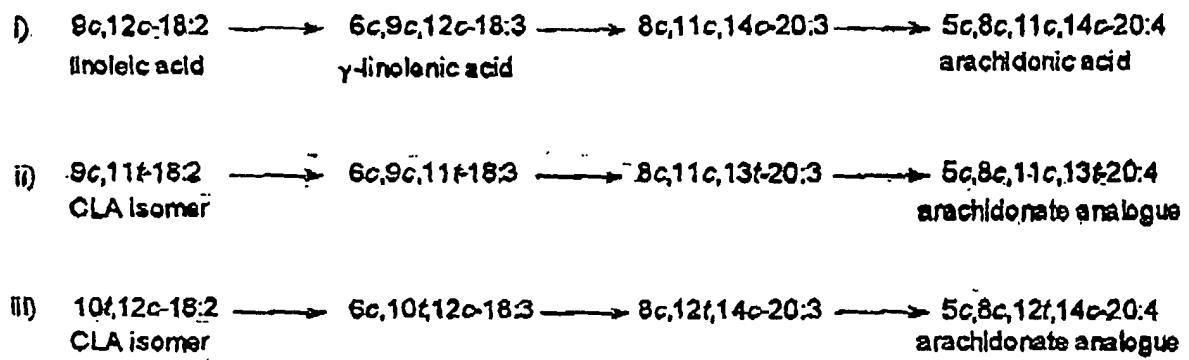 i) 9c,12c-18:2 → 6c,9c,12c-18:3 → 8c,11c,14c-20:3 → 5c,8c,11c,14c-20:4
linoleic acid γ-linolenic acid arachidonic acid
ii) 9c,11t-18:2 → 6c,9c,11t-18:3 → 8c,11c,13t-20:3 → 5c,8c,11c,13t-20:4
CLA isomer arachidonate analogue
iii) 10t,12c-18:2 → 6c,10t,12c-18:3 → 8c,12t,14c-20:3 → 5c,8c,12t,14c-20:4
CLA isomer arachidonate analogue